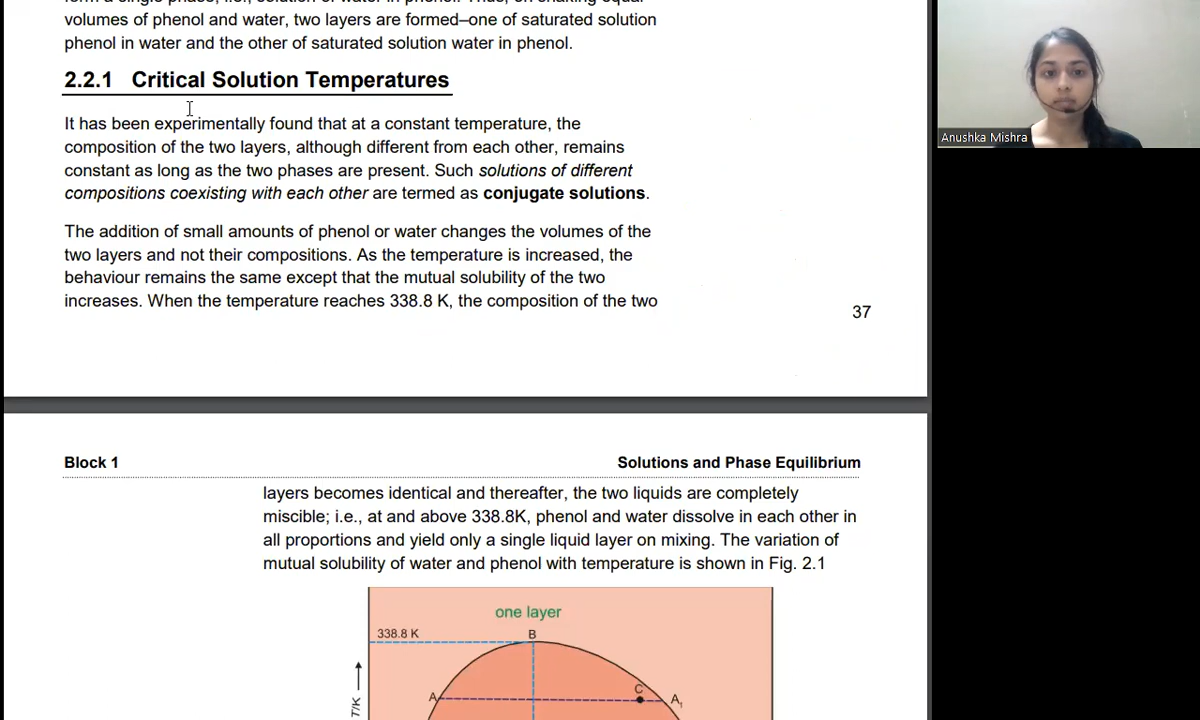 volumes of phenol and water, two layers are formed–one of saturated solution
phenol in water and the other of saturated solution water in phenol.
2.2.1 Critical Solution Temperatures
It has been experimentally found that at a constant temperature, the
composition of the two layers, although different from each other, remains
constant as long as the two phases are present. Such solutions of different
compositions coexisting with each other are termed as conjugate solutions.
The addition of small amounts of phenol or water changes the volumes of the
two layers and not their compositions. As the temperature is increased, the
behaviour remains the same except that the mutual solubility of the two
increases. When the temperature reaches 338.8 K, the composition of the two
37
Block 1
Solutions and Phase Equilibrium
layers becomes identical and thereafter, the two liquids are completely
miscible; i.e., at and above 338.8K, phenol and water dissolve in each other in
all proportions and yield only a single liquid layer on mixing. The variation of
mutual solubility of water and phenol with temperature is shown in Fig. 2.1
one layer
338.8 K
B
A
C
A₁
T/K
Anushka Mishra